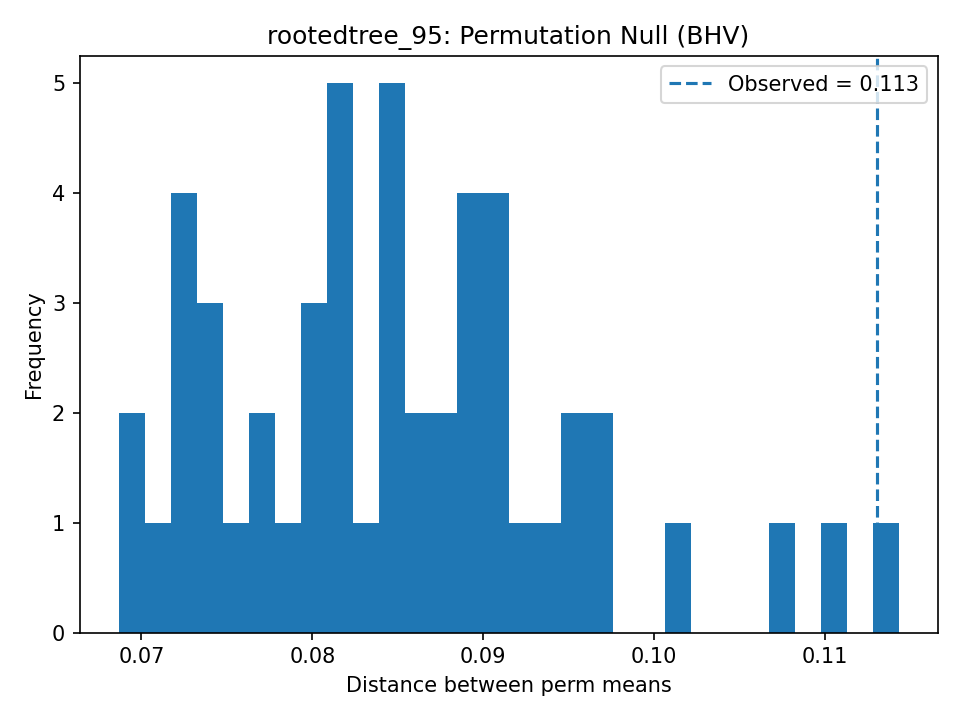 rootedtree_95: Permutation Null (BHV)
Observed = 0.113
5
4
3
2
1
0
Frequency
0.07 0.08 0.09 0.10 0.11
Distance between perm means